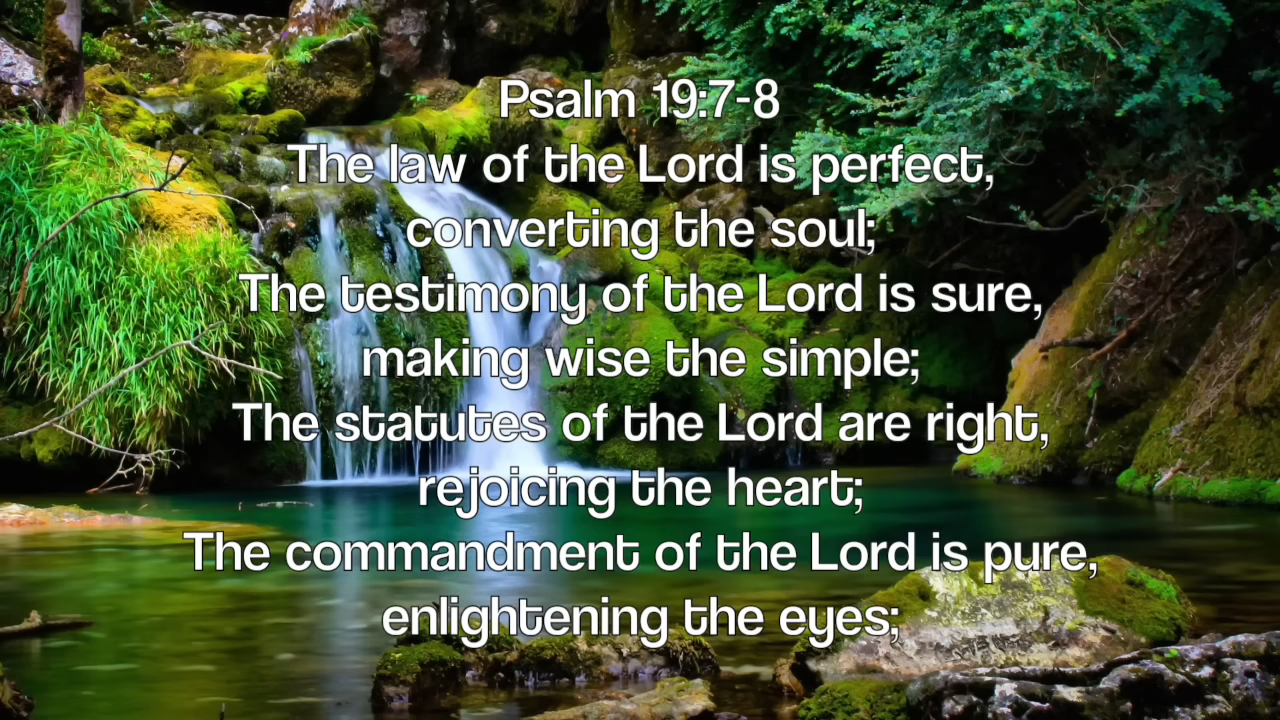 Psalm 19:7-8
The law of the Lord is perfect,
converting the soul;
The testimony of the Lord is sure,
making wise the simple;
The statutes of the Lord are right,
rejoicing the heart;
The commandment of the Lord is pure,
enlightening the eyes;